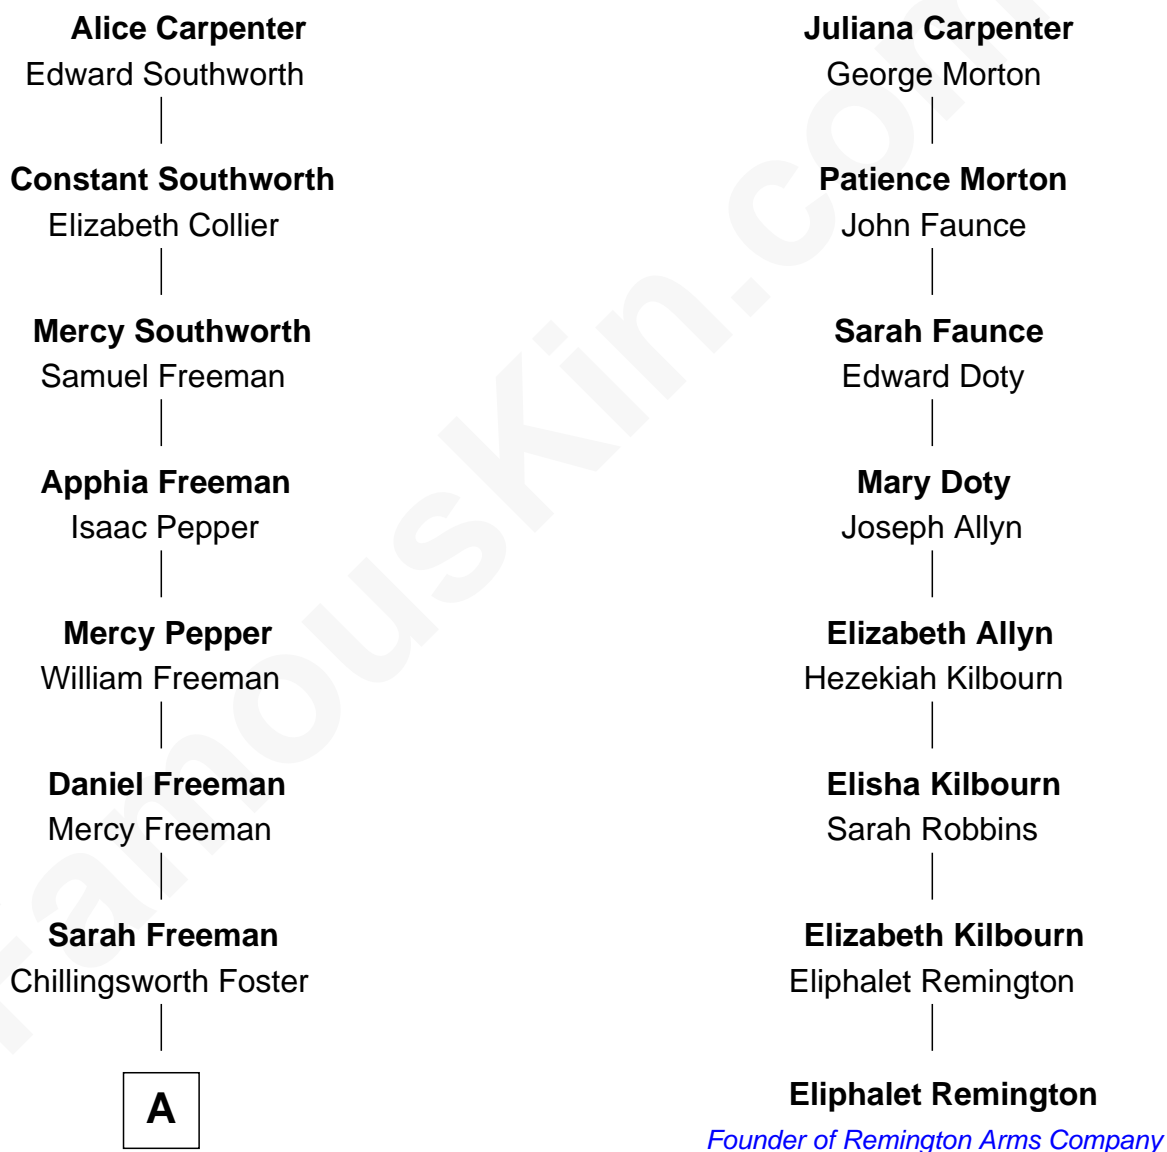 Alice Carpenter
Edward Southworth
Constant Southworth
Elizabeth Collier
Mercy Southworth
Samuel Freeman
Apphia Freeman
Isaac Pepper
Mercy Pepper
William Freeman
Daniel Freeman
Mercy Freeman
Sarah Freeman
Chillingsworth Foster
A
Juliana Carpenter
George Morton
Patience Morton
John Faunce
Sarah Faunce
Edward Doty
Mary Doty
Joseph Allyn
Elizabeth Allyn
Hezekiah Kilbourn
Elisha Kilbourn
Sarah Robbins
Elizabeth Kilbourn
Eliphalet Remington
Eliphalet Remington
Founder of Remington Arms Company
FamousKin.com